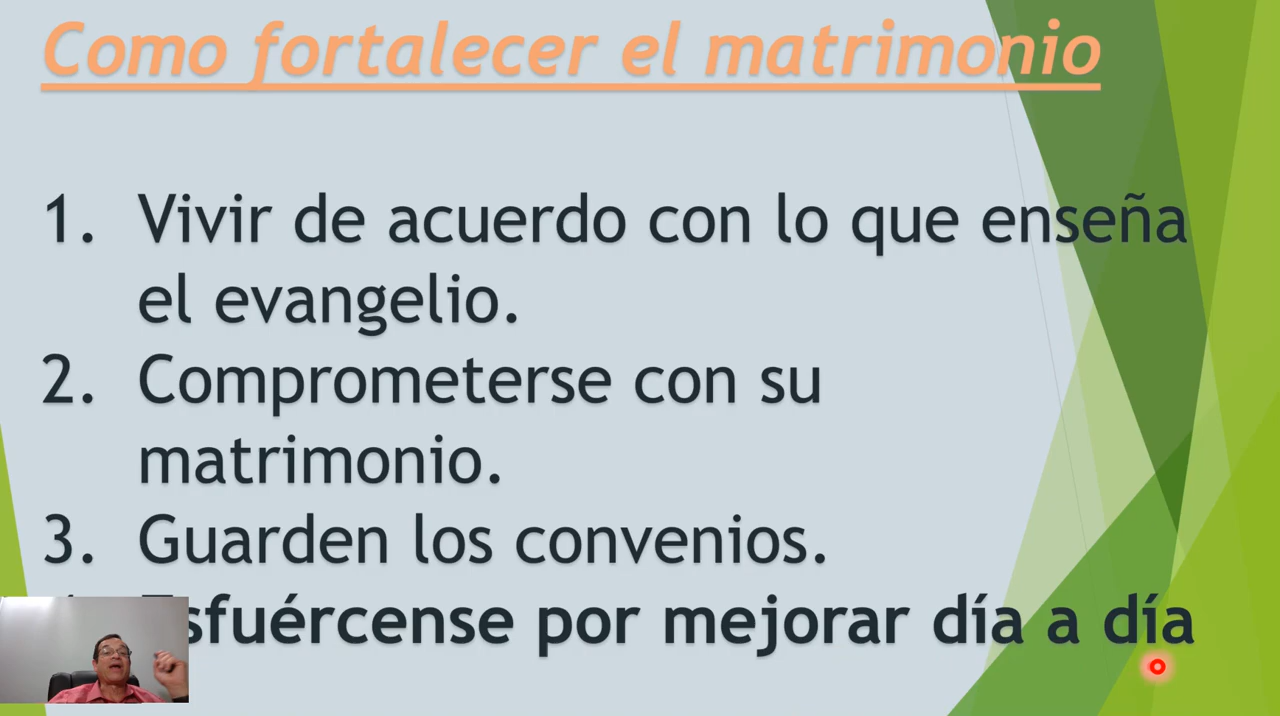 Como fortalecer el matrimonio
1. Vivir de acuerdo con lo que enseña
el evangelio.
2. Comprometerse con su
matrimonio.
3. Guarden los convenios.
Esfuércense por mejorar día a día